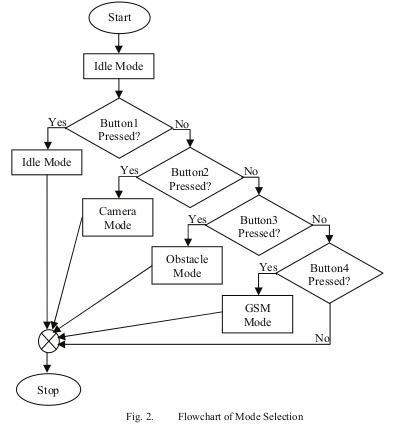 Start
Idle Mode
Button1
Pressed?
Yes
No
Idle Mode
Button2
Pressed?
Yes
No
Camera
Mode
Button3
Pressed?
Yes
No
Obstacle
Mode
Button4
Pressed?
Yes
GSM
Mode
No
Stop
Fig. 2. Flowchart of Mode Selection